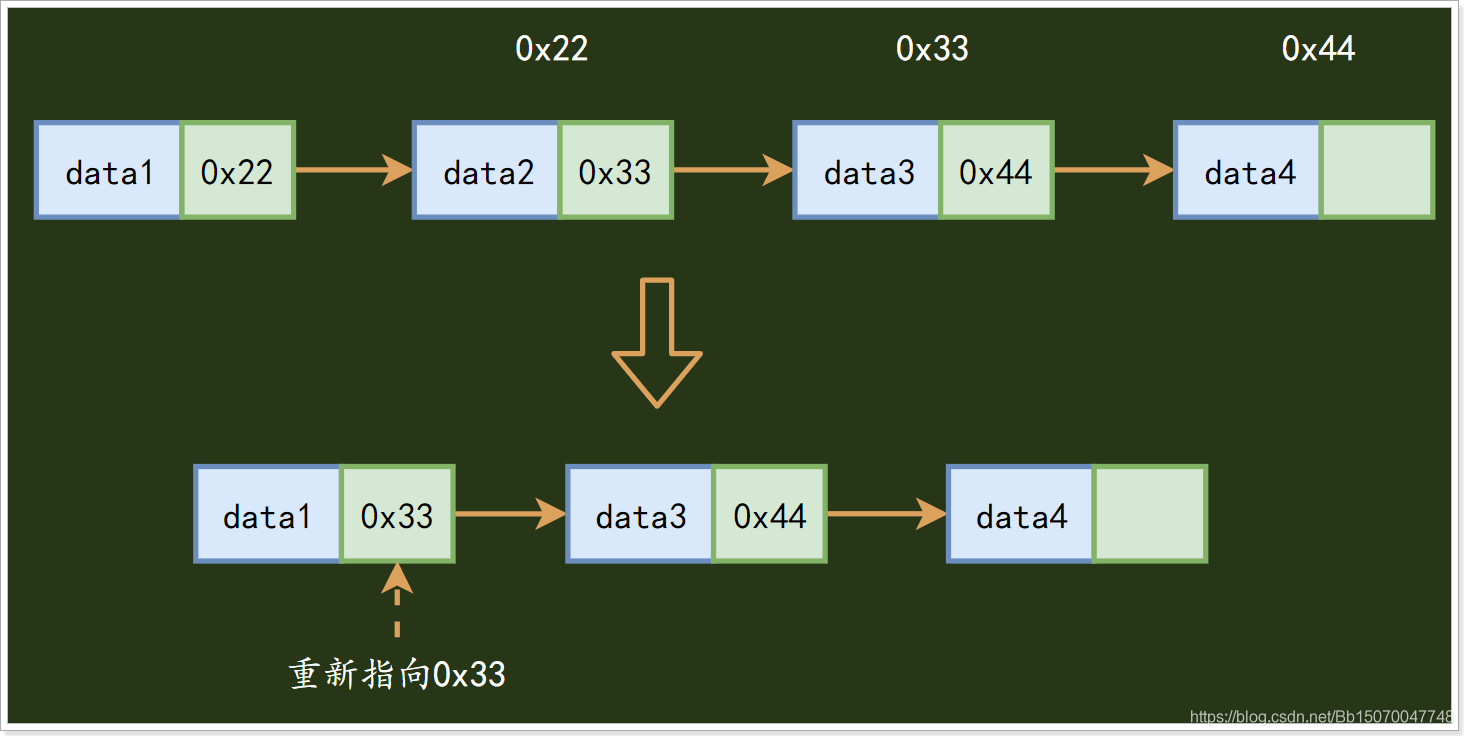 0x22 0x33 0x44
data1 0x22 data2 0x33 data3 0x44 data4
data1 0x33 data3 0x44 data4
重新指向0x33
https://blog.csdn.net/Bb15070047748